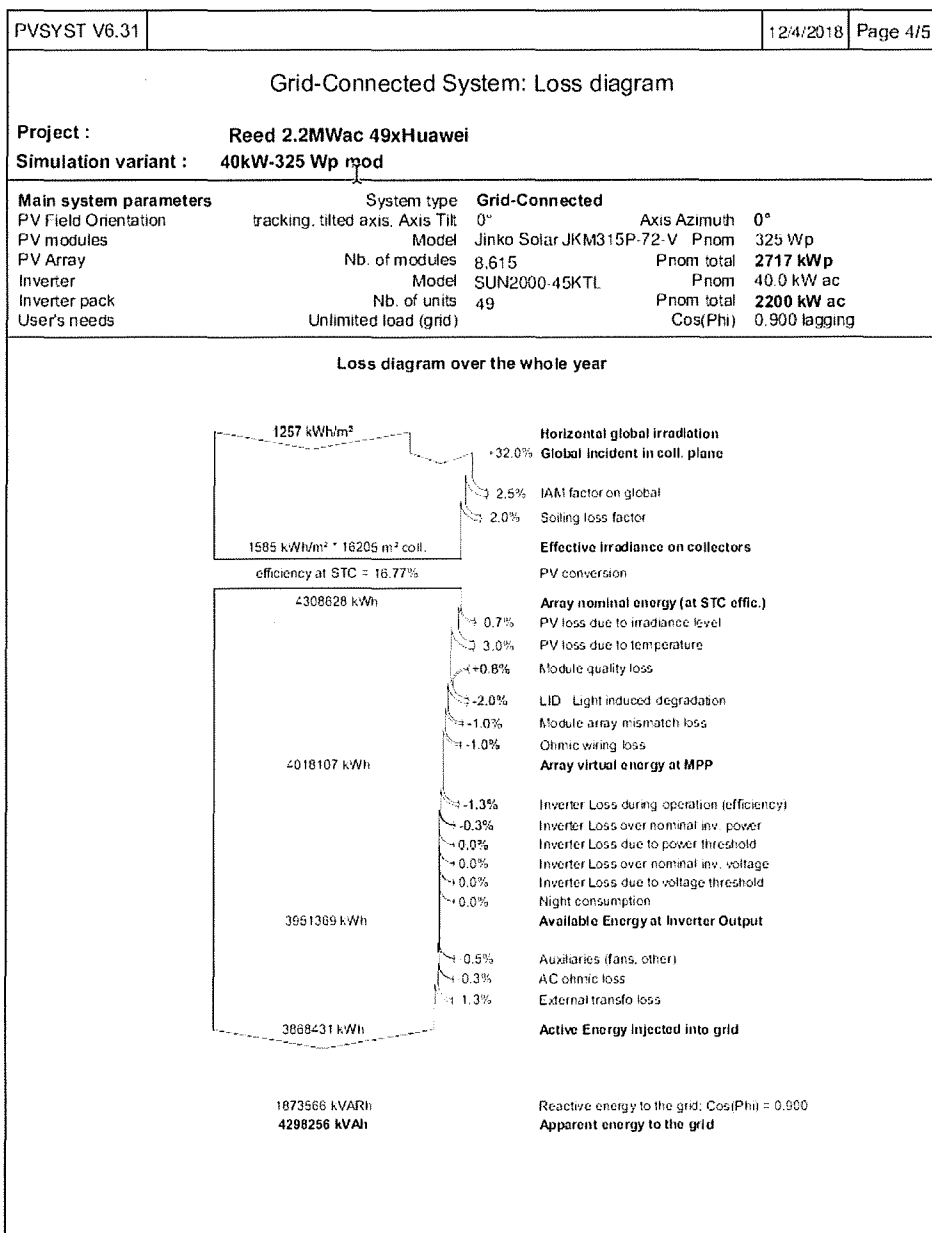 PVSYST V6.31 12/4/2018 Page 4/5
Grid-Connected System: Loss diagram
Project : Reed 2.2MWac 49xHuawei
Simulation variant : 40kW-325 Wp mod
Main system parameters System type Grid-Connected
PV Field Orientation tracking, tilted axis, Axis Tilt 0° Axis Azimuth 0°
PV modules Model Jinko Solar JKM315P-72-V Pnom 325 Wp
PV Array Nb. of modules 8,615 Pnom total 2717 kWp
Inverter Model SUN2000-45KTL Pnom 40.0 kW ac
Inverter pack Nb. of units 49 Pnom total 2200 kW ac
User's needs Unlimited load (grid) Cos(Phi) 0.900 lagging
Loss diagram over the whole year
1257 kWh/m² Horizontal global irradiation
+32.0% Global incident in coll. plane
2.5% IAM factor on global
2.0% Soiling loss factor
1585 kWh/m² * 16205 m² coll. Effective irradiance on collectors
efficiency at STC = 16.77% PV conversion
4308628 kWh Array nominal energy (at STC effic.)
0.7% PV loss due to irradiance level
3.0% PV loss due to temperature
+0.8% Module quality loss
-2.0% LID Light induced degradation
-1.0% Module array mismatch loss
-1.0% Ohmic wiring loss
4018107 kWh Array virtual energy at MPP
-1.3% Inverter Loss during operation (efficiency)
-0.3% Inverter Loss over nominal inv. power
0.0% Inverter Loss due to power threshold
0.0% Inverter Loss over nominal inv. voltage
0.0% Inverter Loss due to voltage threshold
0.0% Night consumption
3951369 kWh Available Energy at Inverter Output
0.5% Auxiliaries (fans, other)
0.3% AC ohmic loss
1.3% External transfo loss
3868431 kWh Active Energy injected into grid
1873566 kVARh Reactive energy to the grid: Cos(Phi) = 0.900
4298256 kVAh Apparent energy to the grid